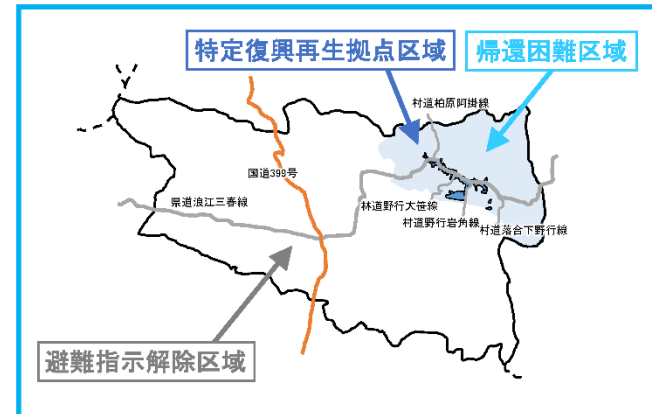 特定復興再生拠点区域
帰還困難区域
村道柏原阿掛線
国道399号
県道浪江三春線
林道野行大笹線
村道野行岩角線
村道落合下野行線
避難指示解除区域